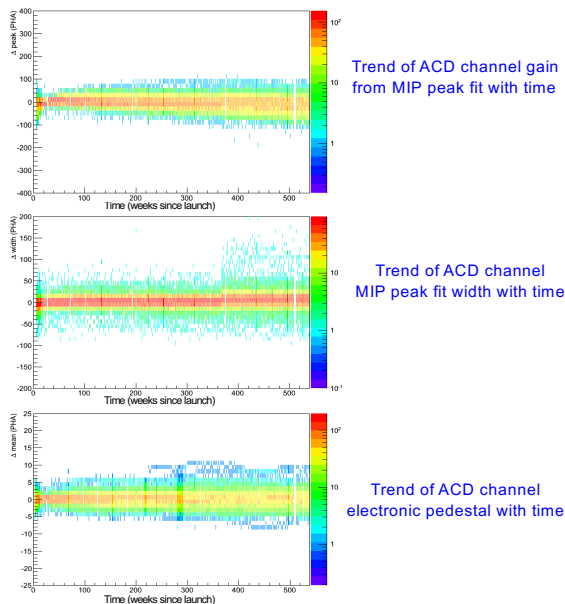 Δ peak (PHA)
400
300
200
100
0
-100
-200
-300
-400
0 100 200 300 400 500
Time (weeks since launch)
10²
10
1
Trend of ACD channel gain
from MIP peak fit with time
Δ width (PHA)
200
150
100
50
0
-50
-100
-150
-200
0 100 200 300 400 500
Time (weeks since launch)
10
1
10⁻¹
Trend of ACD channel
MIP peak fit width with time
Δ mean (PHA)
25
20
15
10
5
0
-5
-10
-15
-20
-25
0 100 200 300 400 500
Time (weeks since launch)
10²
10
1
Trend of ACD channel
electronic pedestal with time